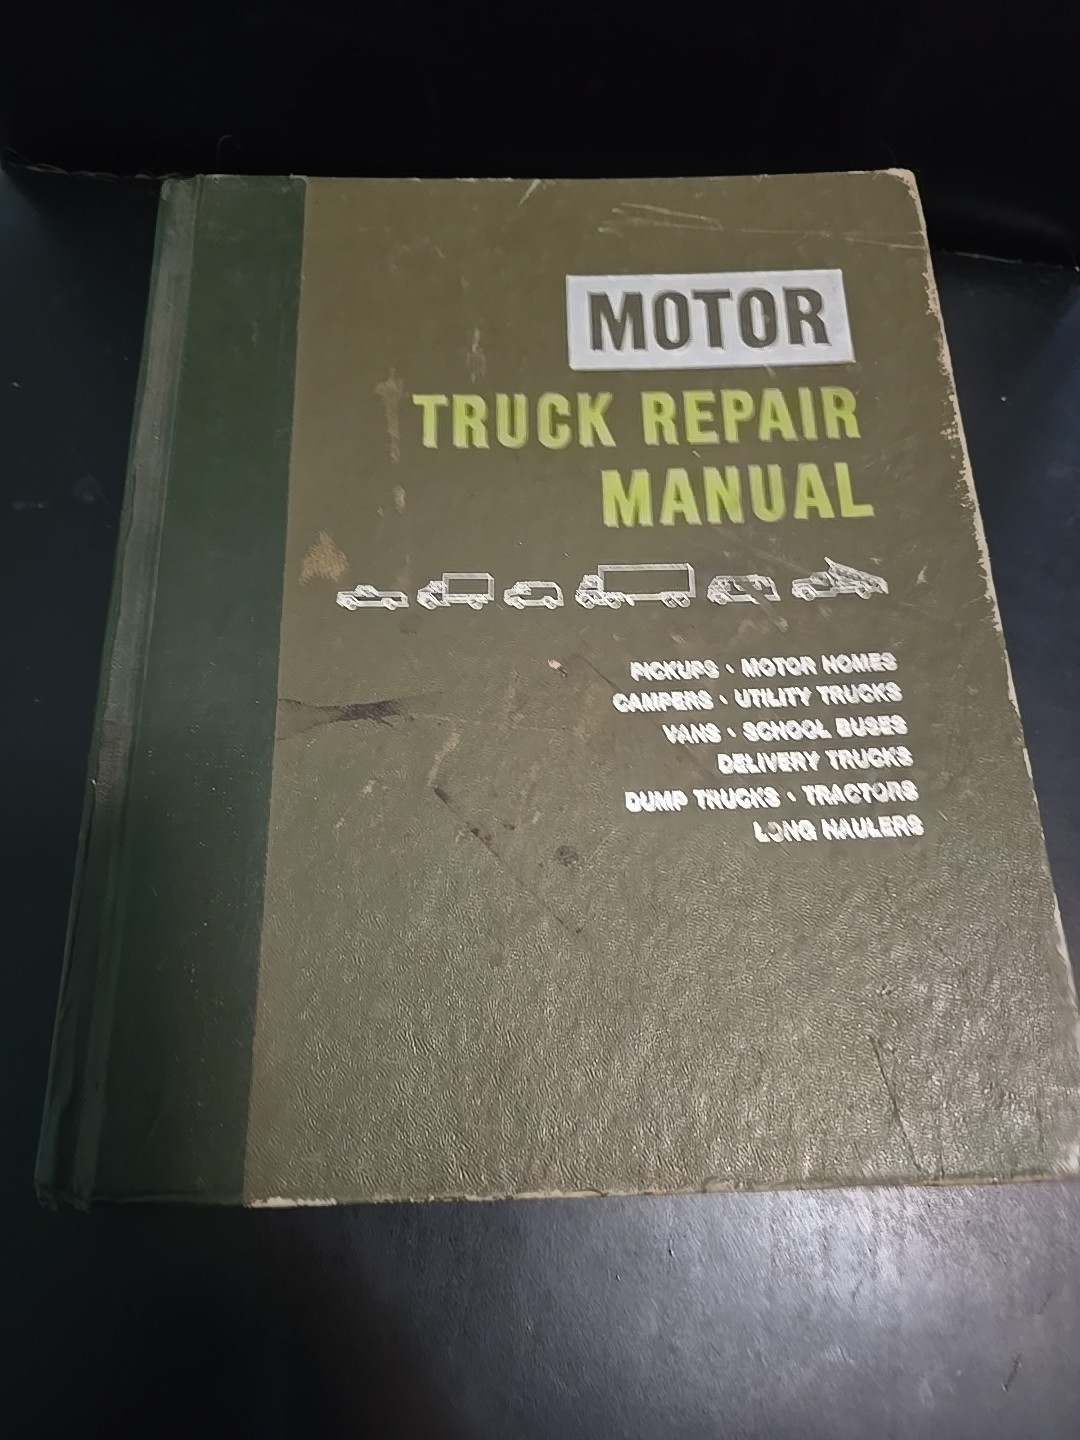 MOTOR
TRUCK REPAIR
MANUAL
PICKUPS • MOTOR HOMES
CAMPERS • UTILITY TRUCKS
VANS • SCHOOL BUSES
DELIVERY TRUCKS
DUMP TRUCKS • TRACTORS
LONG HAULERS